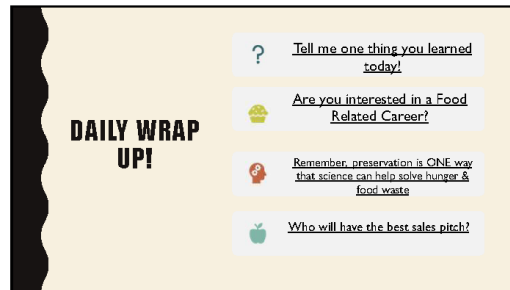 DAILY WRAP
UP!
Tell me one thing you learned
today!
Are you interested in a Food
Related Career?
Remember, preservation is ONE way
that science can help solve hunger &
food waste
Who will have the best sales pitch?